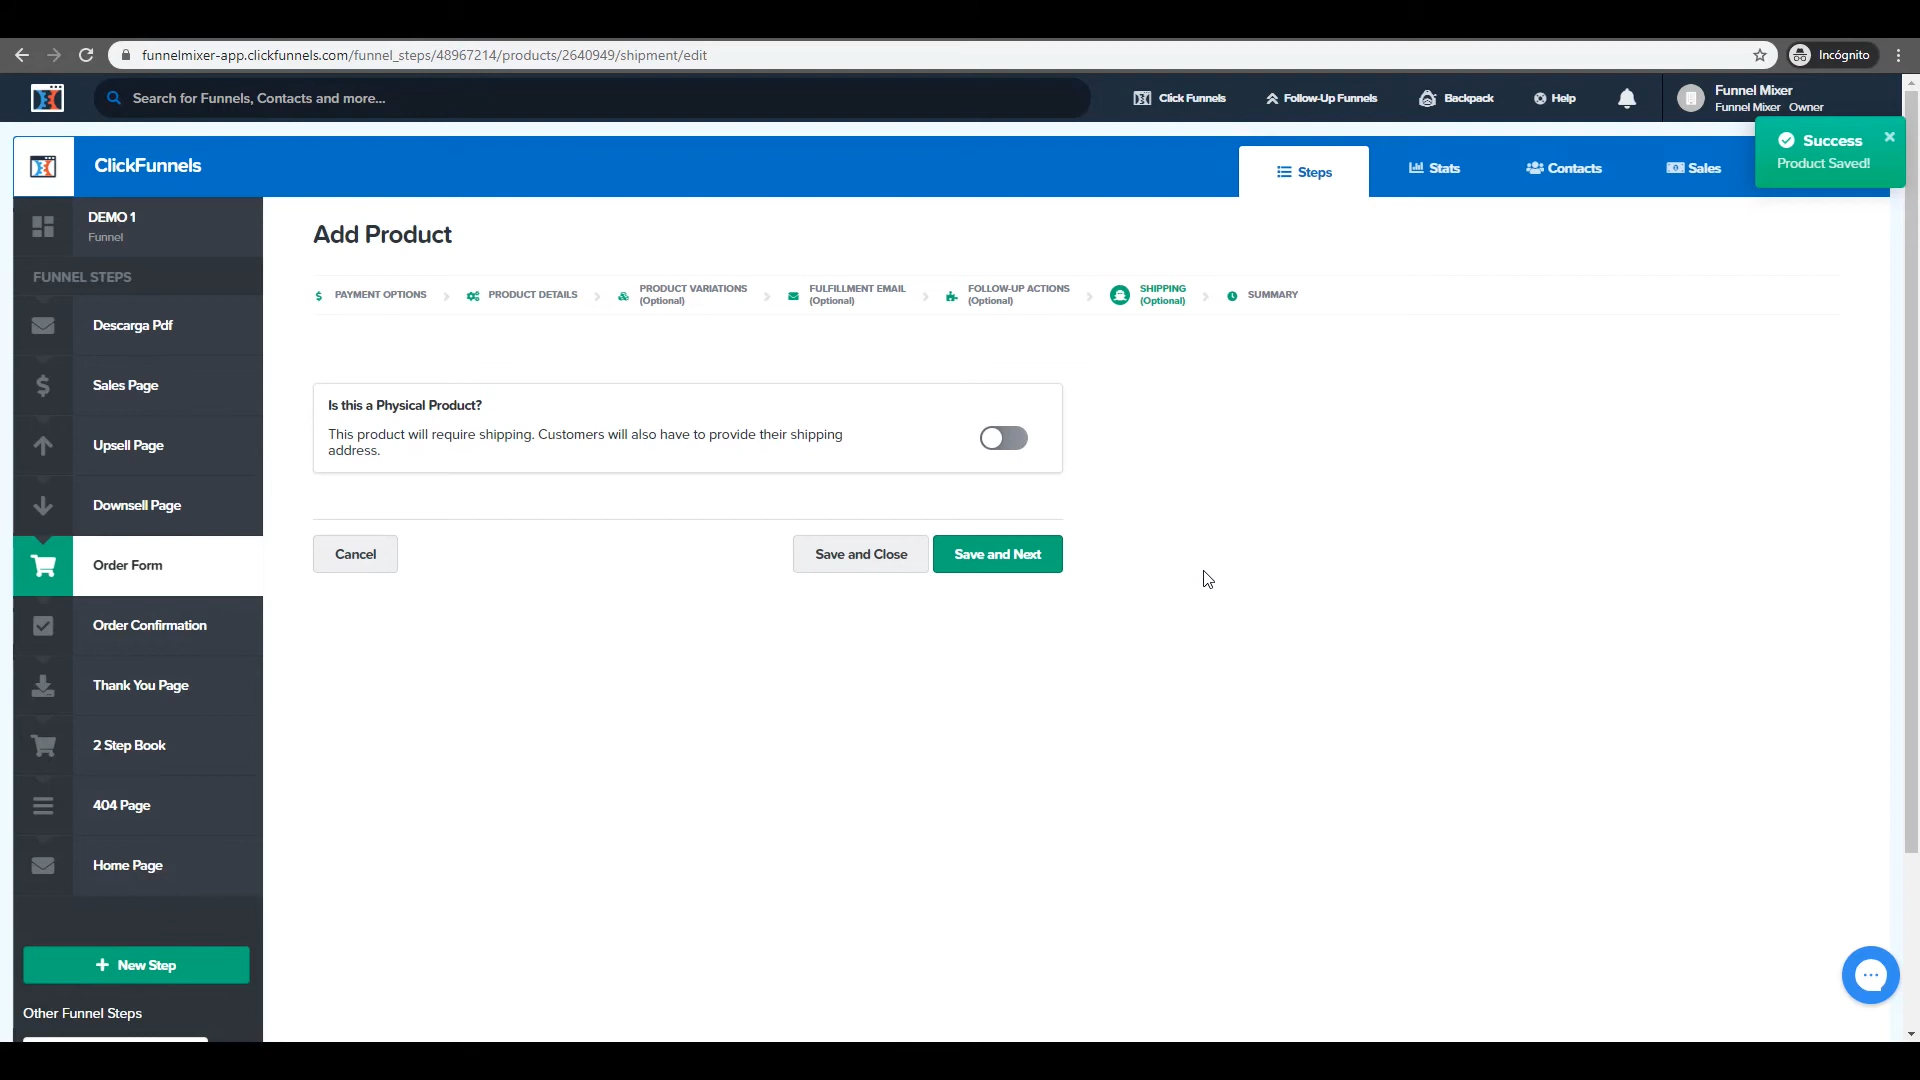 funnelmixer-app.clickfunnels.com/funnel_steps/48967214/products/2640949/shipment/edit
Incógnito
Search for Funnels, Contacts and more...
Click Funnels
Follow-Up Funnels
Backpack
Help
Funnel Mixer
Funnel Mixer Owner
Success
Product Saved!
ClickFunnels
Steps
Stats
Contacts
Sales
DEMO 1
Funnel
FUNNEL STEPS
Descarga Pdf
Sales Page
Upsell Page
Downsell Page
Order Form
Order Confirmation
Thank You Page
2 Step Book
404 Page
Home Page
New Step
Other Funnel Steps
Add Product
PAYMENT OPTIONS
PRODUCT DETAILS
PRODUCT VARIATIONS
(Optional)
FULFILLMENT EMAIL
(Optional)
FOLLOW-UP ACTIONS
(Optional)
SHIPPING
(Optional)
SUMMARY
Is this a Physical Product?
This product will require shipping. Customers will also have to provide their shipping
address.
Cancel
Save and Close
Save and Next